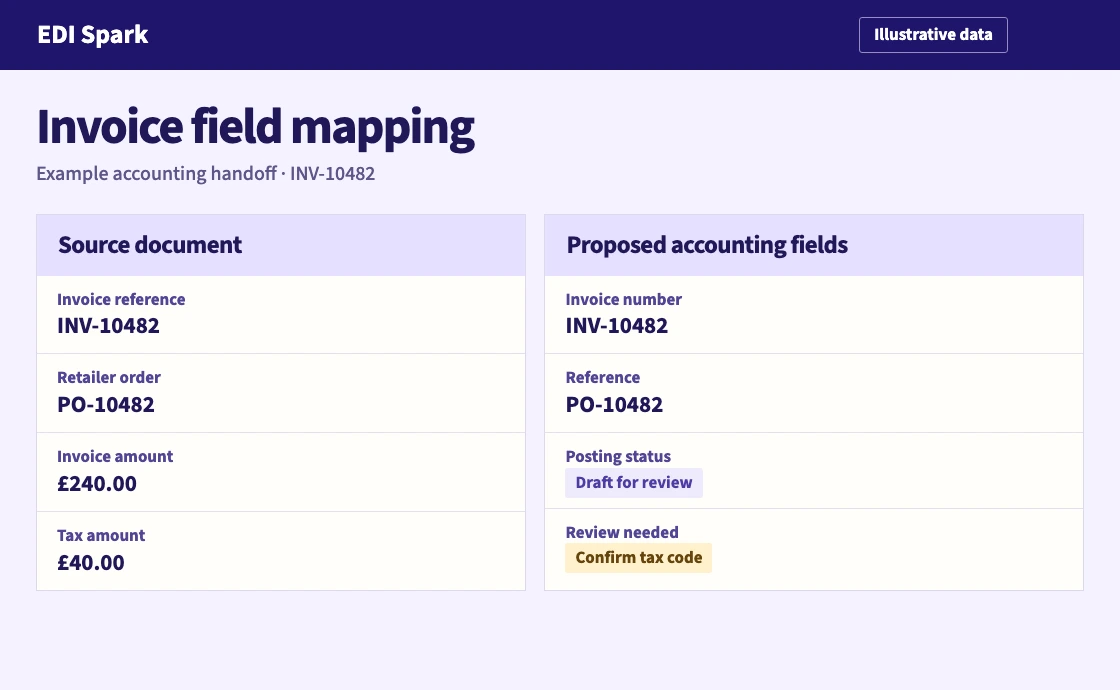 EDI Spark
Illustrative data
Invoice field mapping
Example accounting handoff · INV-10482
Source document
Invoice reference
INV-10482
Retailer order
PO-10482
Invoice amount
£240.00
Tax amount
£40.00
Proposed accounting fields
Invoice number
INV-10482
Reference
PO-10482
Posting status
Draft for review
Review needed
Confirm tax code